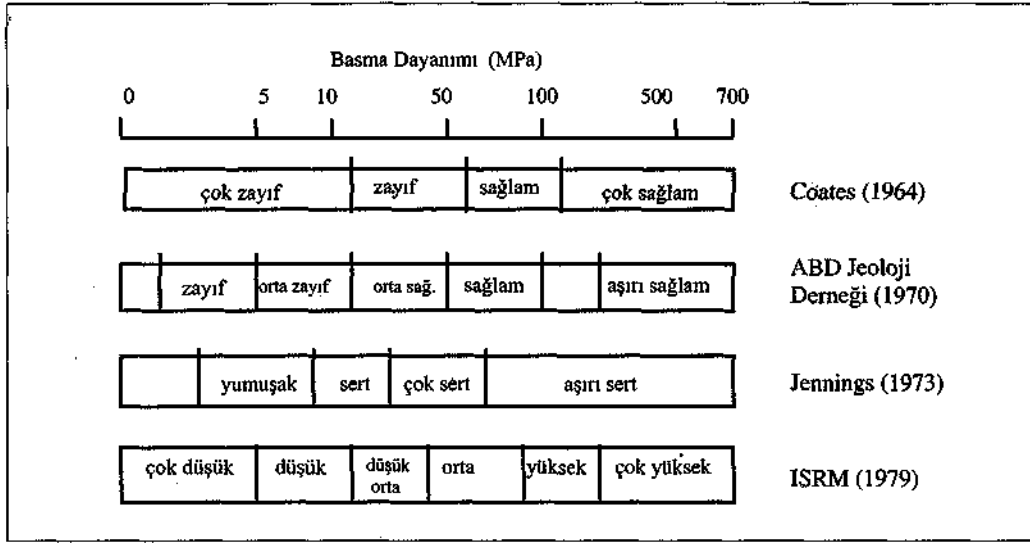 Basma Dayanımı (MPa)
0 5 10 50 100 500 700
çok zayıf zayıf sağlam çok sağlam Coates (1964)
zayıf orta zayıf orta sağ. sağlam aşırı sağlam ABD Jeoloji
Derneği (1970)
yumuşak sert çok sert aşırı sert Jennings (1973)
çok düşük düşük düşük
orta orta yüksek çok yüksek ISRM (1979)